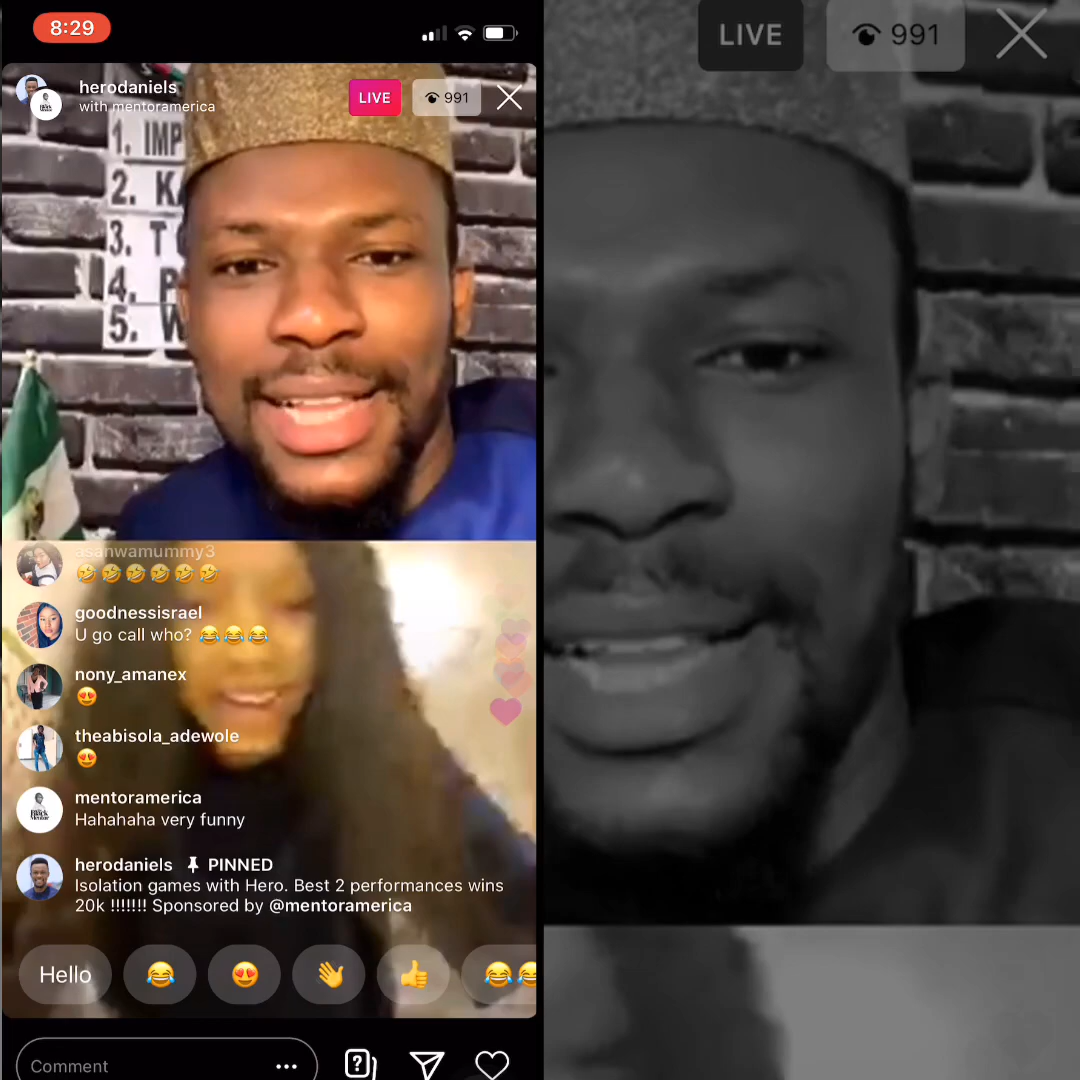 8:29
herodaniels
with mentoramerica
LIVE
991
1. IMP
2. KA
3. T
4. P
5. W
asanwamummy3
🤣🤣🤣🤣🤣🤣
goodnessisrael
U go call who? 😂😂😂
nony_amanex
😍
theabisola_adewole
😍
mentoramerica
Hahahaha very funny
herodaniels 📌 PINNED
Isolation games with Hero. Best 2 performances wins
20k !!!!!!! Sponsored by @mentoramerica
Hello 😂 😍 👋 👍 😂😂
Comment
LIVE
991